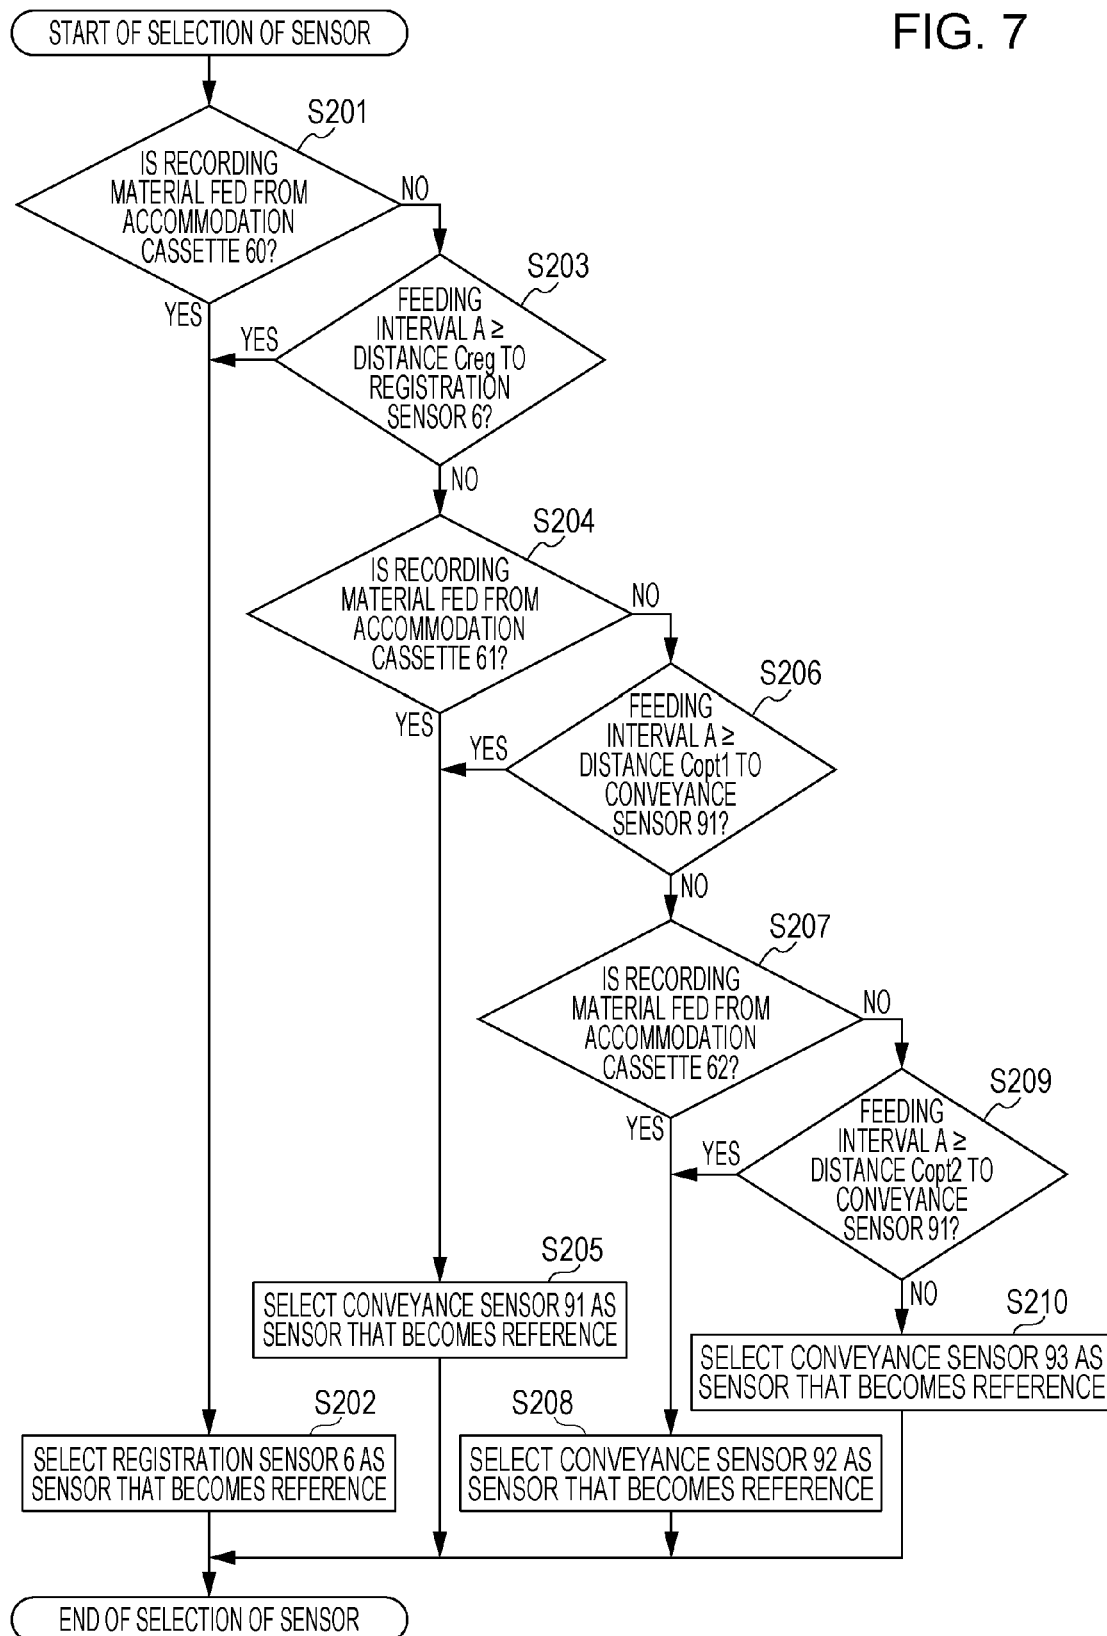 FIG. 7
START OF SELECTION OF SENSOR
S201
IS RECORDING
MATERIAL FED FROM
ACCOMMODATION
CASSETTE 60?
NO
YES
S203
FEEDING
INTERVAL A ≥
DISTANCE Creg TO
REGISTRATION
SENSOR 6?
YES
NO
S204
IS RECORDING
MATERIAL FED FROM
ACCOMMODATION
CASSETTE 61?
NO
YES
S206
FEEDING
INTERVAL A ≥
DISTANCE Copt1 TO
CONVEYANCE
SENSOR 91?
YES
NO
S207
IS RECORDING
MATERIAL FED FROM
ACCOMMODATION
CASSETTE 62?
NO
YES
S209
FEEDING
INTERVAL A ≥
DISTANCE Copt2 TO
CONVEYANCE
SENSOR 91?
YES
NO
S205
SELECT CONVEYANCE SENSOR 91 AS
SENSOR THAT BECOMES REFERENCE
S210
SELECT CONVEYANCE SENSOR 93 AS
SENSOR THAT BECOMES REFERENCE
S202
SELECT REGISTRATION SENSOR 6 AS
SENSOR THAT BECOMES REFERENCE
S208
SELECT CONVEYANCE SENSOR 92 AS
SENSOR THAT BECOMES REFERENCE
END OF SELECTION OF SENSOR